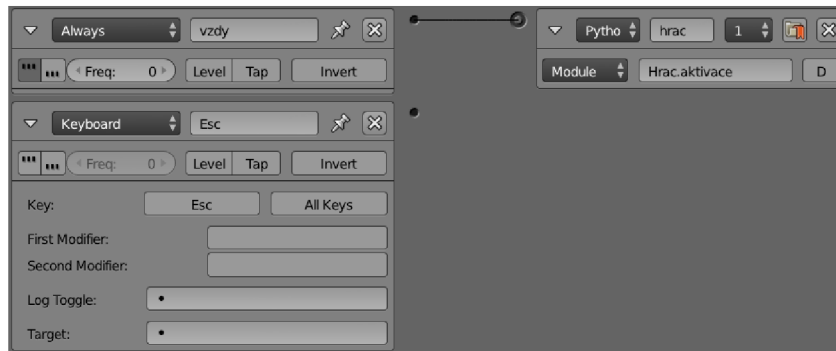 Always vzdy Pytho hrac 1
Freq: 0 Level Tap Invert Module Hrac.aktivace D
Keyboard Esc
Freq: 0 Level Tap Invert
Key: Esc All Keys
First Modifier:
Second Modifier:
Log Toggle:
Target: